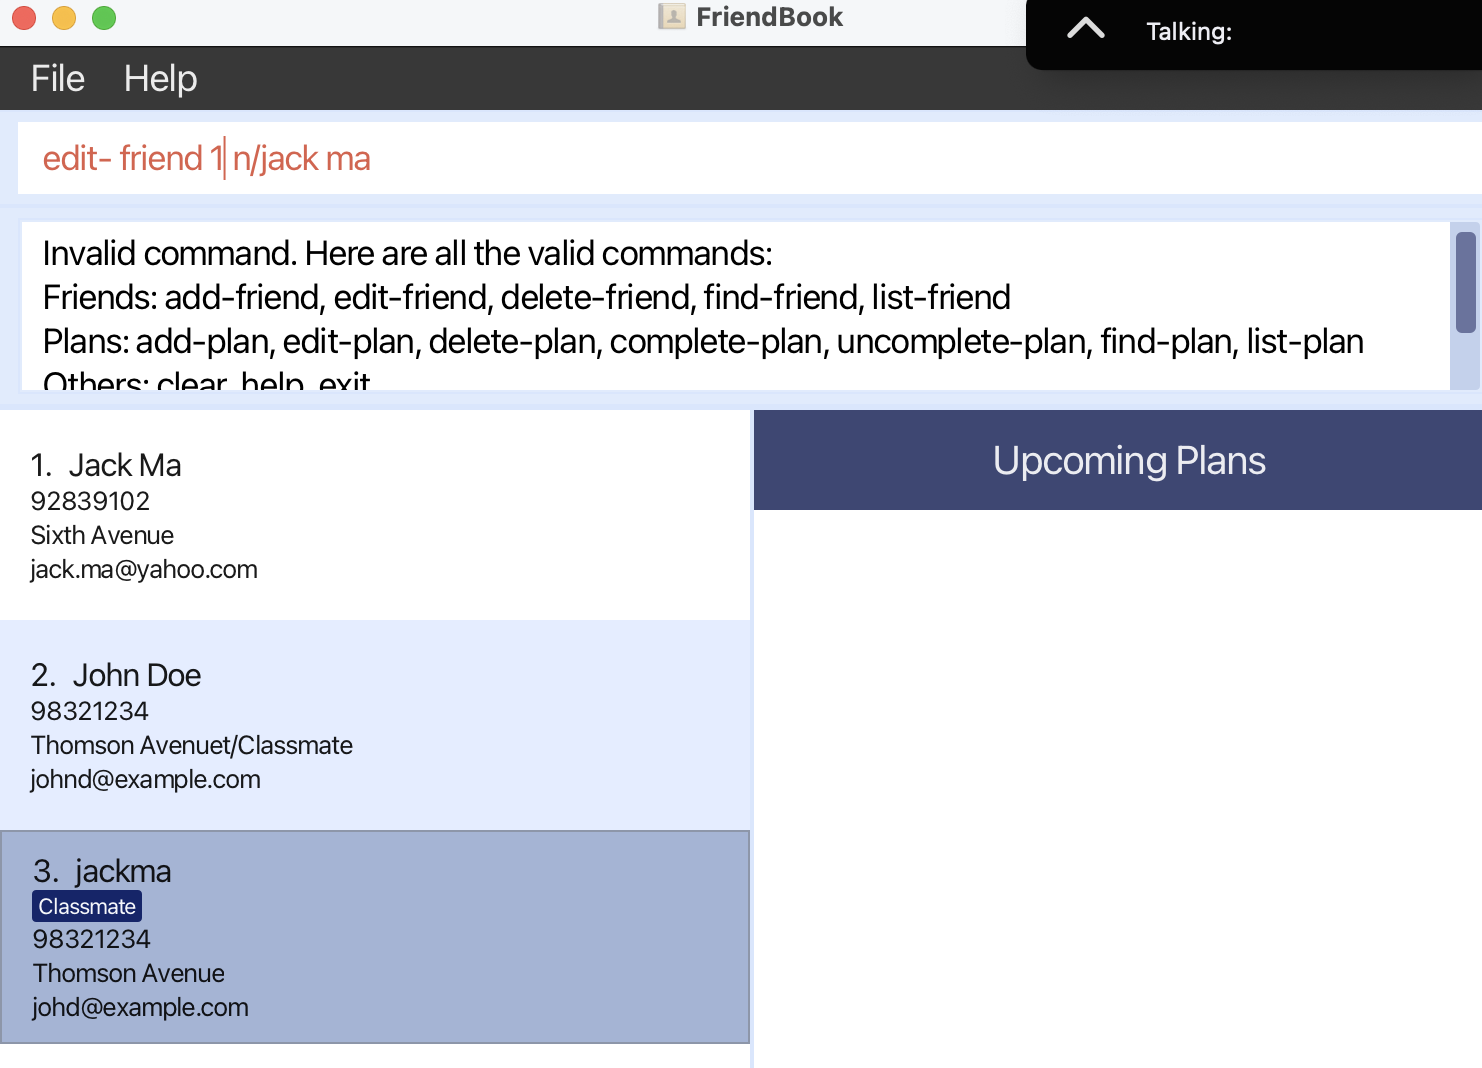 FriendBook
Talking:
File Help
edit- friend 1 n/jack ma
Invalid command. Here are all the valid commands:
Friends: add-friend, edit-friend, delete-friend, find-friend, list-friend
Plans: add-plan, edit-plan, delete-plan, complete-plan, uncomplete-plan, find-plan, list-plan
Others: clear, help, exit
1. Jack Ma
92839102
Sixth Avenue
jack.ma@yahoo.com
2. John Doe
98321234
Thomson Avenuet/Classmate
johnd@example.com
3. jackma
Classmate
98321234
Thomson Avenue
johd@example.com
Upcoming Plans